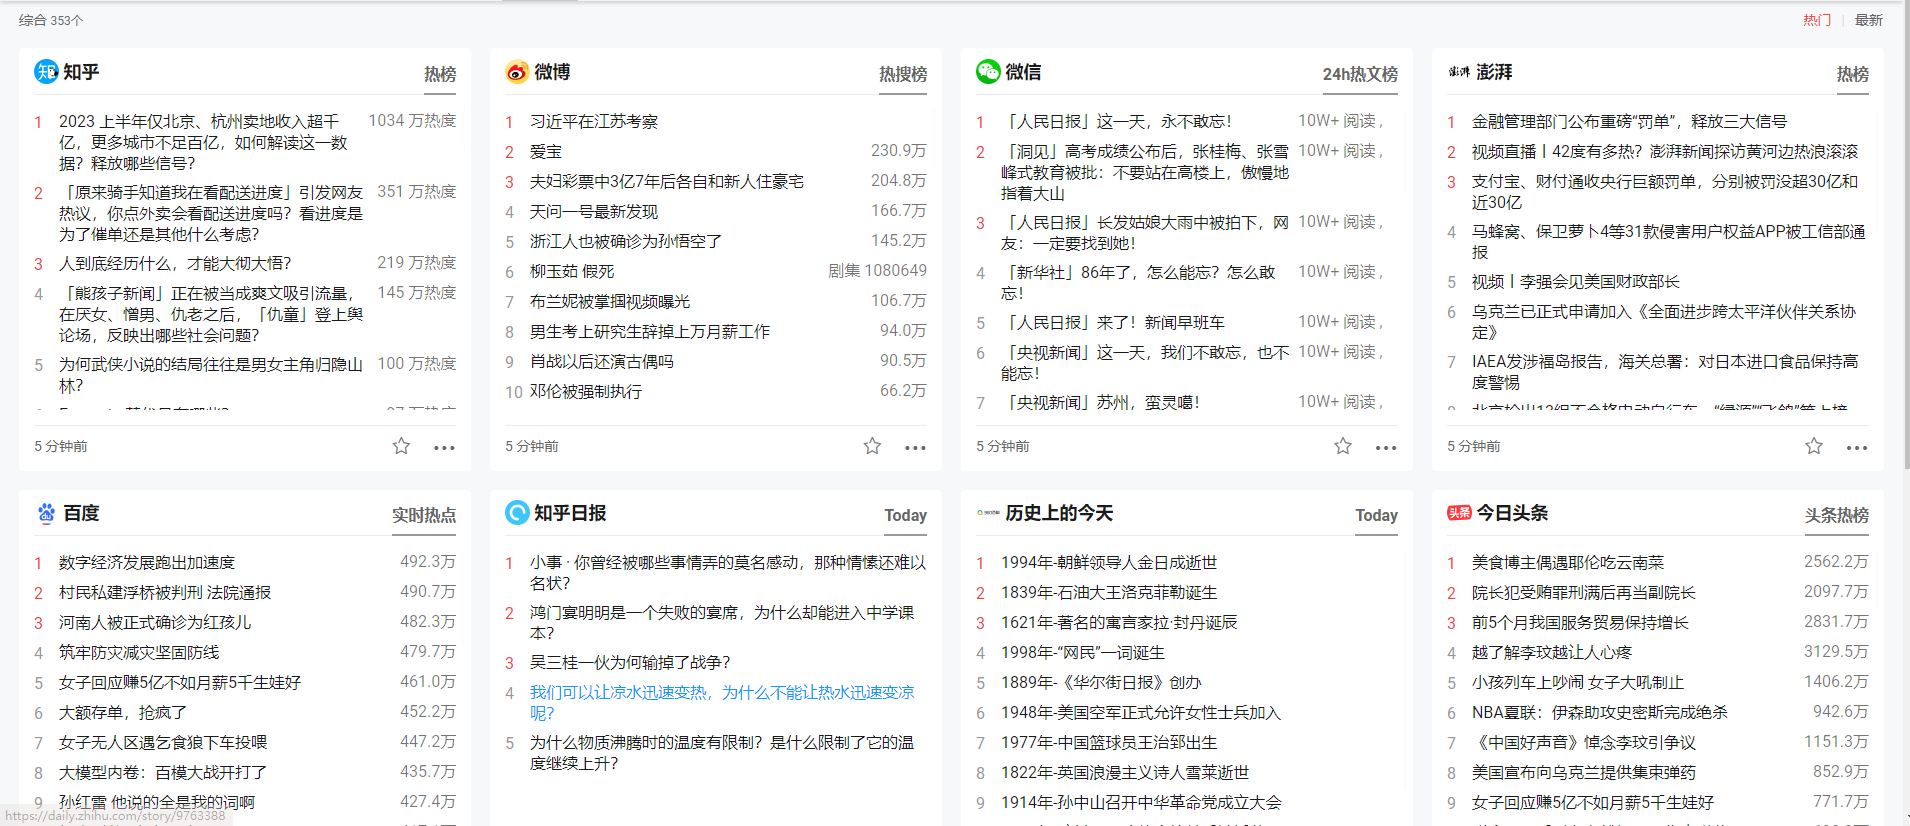 综合 353个
热门 | 最新
知乎 热榜
1 2023 上半年仅北京、杭州卖地收入超千 1034 万热度
亿，更多城市不足百亿，如何解读这一数
据？释放哪些信号？
2 「原来骑手知道我在看配送进度」引发网友 351 万热度
热议，你点外卖会看配送进度吗？看进度是
为了催单还是其他什么考虑？
3 人到底经历什么，才能大彻大悟？ 219 万热度
4 「熊孩子新闻」正在被当成爽文吸引流量， 145 万热度
在厌女、憎男、仇老之后，「仇童」登上舆
论场，反映出哪些社会问题？
5 为何武侠小说的结局往往是男女主角归隐山 100 万热度
林？
5 分钟前
微博 热搜榜
1 习近平在江苏考察
2 爱宝 230.9万
3 夫妇彩票中3亿7年后各自和新人住豪宅 204.8万
4 天问一号最新发现 166.7万
5 浙江人也被确诊为孙悟空了 145.2万
6 柳玉茹 假死 剧集 1080649
7 布兰妮被掌掴视频曝光 106.7万
8 男生考上研究生辞掉上万月薪工作 94.0万
9 肖战以后还演古偶吗 90.5万
10 邓伦被强制执行 66.2万
5 分钟前
微信 24h热文榜
1 「人民日报」这一天，永不敢忘！ 10W+ 阅读 ,
2 「洞见」高考成绩公布后，张桂梅、张雪 10W+ 阅读 ,
峰式教育被批：不要站在高楼上，傲慢地
指着大山
3 「人民日报」长发姑娘大雨中被拍下，网 10W+ 阅读 ,
友：一定要找到她！
4 「新华社」86年了，怎么能忘？怎么敢 10W+ 阅读 ,
忘！
5 「人民日报」来了！新闻早班车 10W+ 阅读 ,
6 「央视新闻」这一天，我们不敢忘，也不 10W+ 阅读 ,
能忘！
7 「央视新闻」苏州，蛮灵噶！ 10W+ 阅读 ,
5 分钟前
澎湃 澎湃 热榜
1 金融管理部门公布重磅“罚单”，释放三大信号
2 视频直播丨42度有多热？澎湃新闻探访黄河边热浪滚滚
3 支付宝、财付通收央行巨额罚单，分别被罚没超30亿和
近30亿
4 马蜂窝、保卫萝卜4等31款侵害用户权益APP被工信部通
报
5 视频丨李强会见美国财政部长
6 乌克兰已正式申请加入《全面进步跨太平洋伙伴关系协
定》
7 IAEA发涉福岛报告，海关总署：对日本进口食品保持高
度警惕
5 分钟前
百度 实时热点
1 数字经济发展跑出加速度 492.3万
2 村民私建浮桥被判刑 法院通报 490.7万
3 河南人被正式确诊为红孩儿 482.3万
4 筑牢防灾减灾坚固防线 479.7万
5 女子回应赚5亿不如月薪5千生娃好 461.0万
6 大额存单，抢疯了 452.2万
7 女子无人区遇乞食狼下车投喂 447.2万
8 大模型内卷：百模大战开打了 435.7万
9 孙红雷 他说的全是我的词啊 427.4万
https://daily.zhihu.com/story/9763388
知乎日报 Today
1 小事 · 你曾经被哪些事情弄的莫名感动，那种情愫还难以
名状？
2 鸿门宴明明是一个失败的宴席，为什么却能进入中学课
本？
3 吴三桂一伙为何输掉了战争？
4 我们可以让凉水迅速变热，为什么不能让热水迅速变凉
呢？
5 为什么物质沸腾时的温度有限制？是什么限制了它的温
度继续上升？
历史上的今天 Today
1 1994年-朝鲜领导人金日成逝世
2 1839年-石油大王洛克菲勒诞生
3 1621年-著名的寓言家拉·封丹诞辰
4 1998年-“网民”一词诞生
5 1889年-《华尔街日报》创办
6 1948年-美国空军正式允许女性士兵加入
7 1977年-中国篮球员王治郅出生
8 1822年-英国浪漫主义诗人雪莱逝世
9 1914年-孙中山召开中华革命党成立大会
头条 今日头条 头条热榜
1 美食博主偶遇耶伦吃云南菜 2562.2万
2 院长犯受贿罪刑满后再当副院长 2097.7万
3 前5个月我国服务贸易保持增长 2831.7万
4 越了解李玟越让人心疼 3129.5万
5 小孩列车上吵闹 女子大吼制止 1406.2万
6 NBA夏联：伊森助攻史密斯完成绝杀 942.6万
7 《中国好声音》悼念李玟引争议 1151.3万
8 美国宣布向乌克兰提供集束弹药 852.9万
9 女子回应赚5亿不如月薪5千生娃好 771.7万